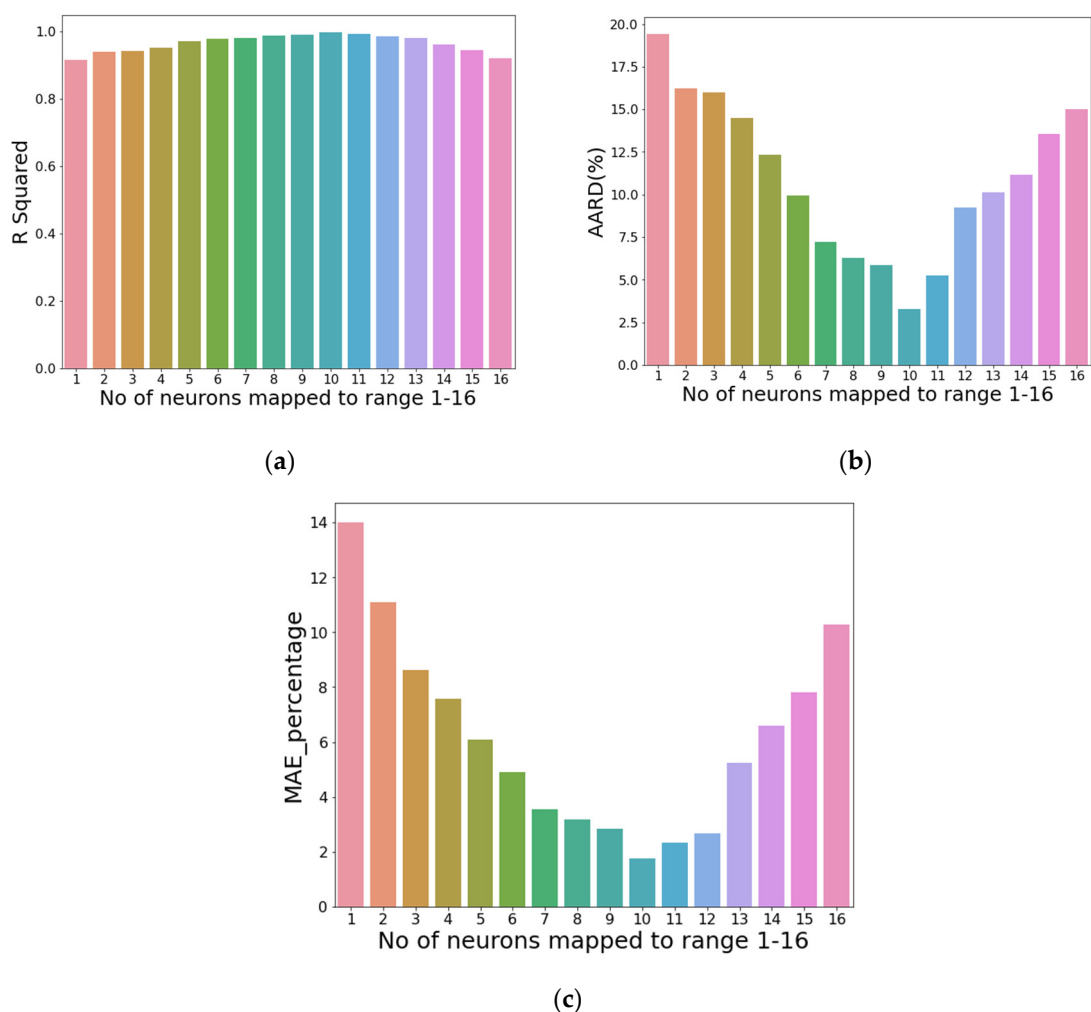 1.0
0.8
0.6
0.4
0.2
0.0
R Squared
1 2 3 4 5 6 7 8 9 10 11 12 13 14 15 16
No of neurons mapped to range 1-16
(a)
20.0
17.5
15.0
12.5
10.0
7.5
5.0
2.5
0.0
AARD(%)
1 2 3 4 5 6 7 8 9 10 11 12 13 14 15 16
No of neurons mapped to range 1-16
(b)
14
12
10
8
6
4
2
0
MAE_percentage
1 2 3 4 5 6 7 8 9 10 11 12 13 14 15 16
No of neurons mapped to range 1-16
(c)